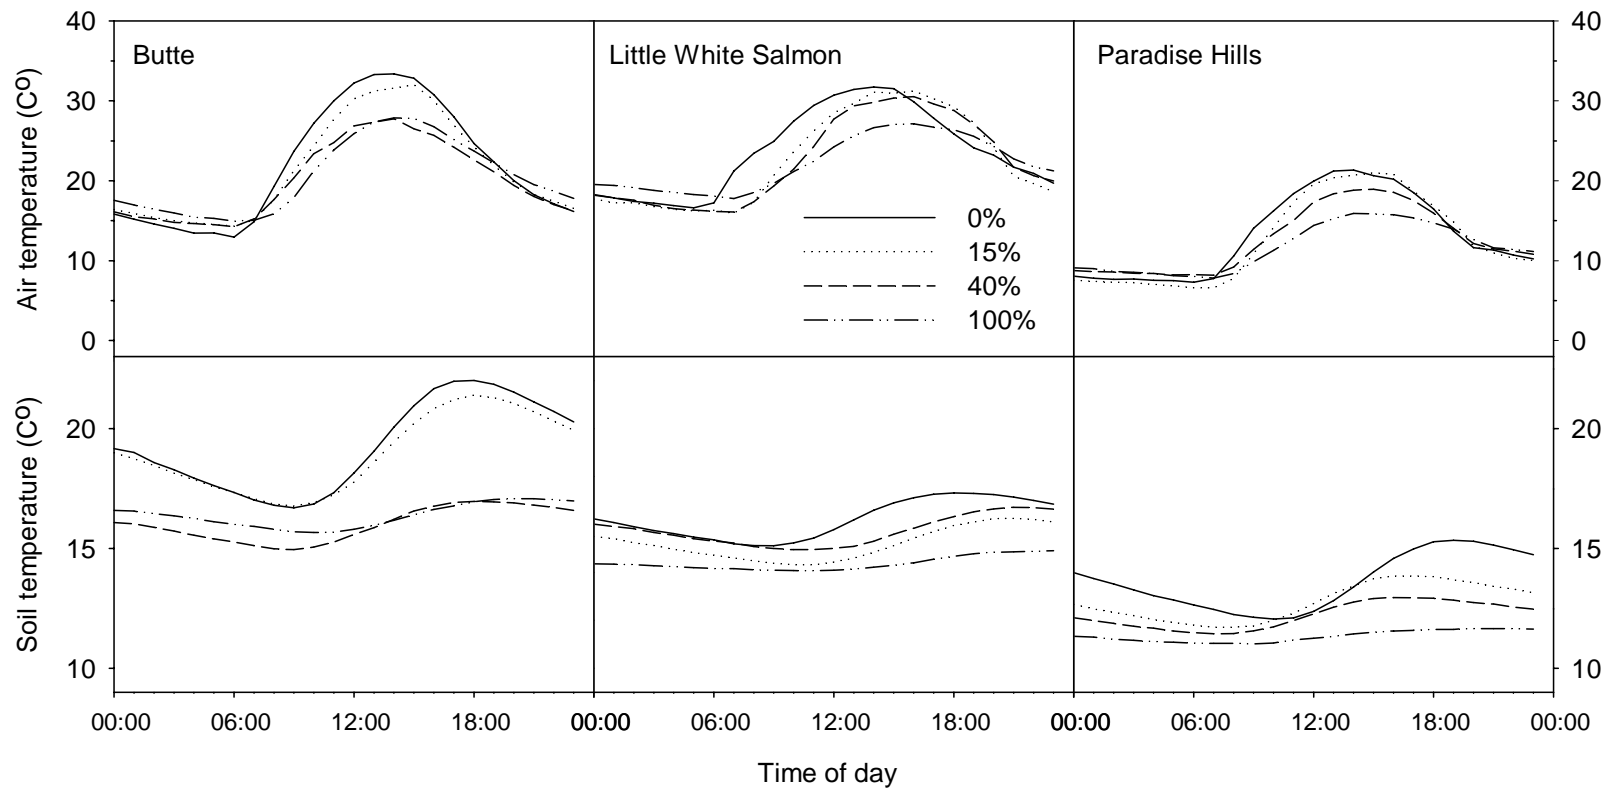 40
30
20
10
0
Air temperature (Cº)
Butte
Little White Salmon
Paradise Hills
0%
15%
40%
100%
40
30
20
10
0
20
15
10
Soil temperature (Cº)
20
15
10
00:00 06:00 12:00 18:00 00:00 06:00 12:00 18:00 00:00 06:00 12:00 18:00 00:00
Time of day